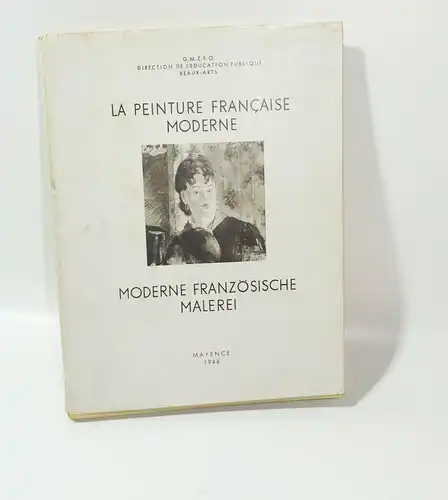 G.M.Z.F.O.
DIRECTION DE L'EDUCATION PUBLIQUE
BEAUX-ARTS
LA PEINTURE FRANÇAISE
MODERNE
MODERNE FRANZÖSISCHE
MALEREI
MAYENCE
1946